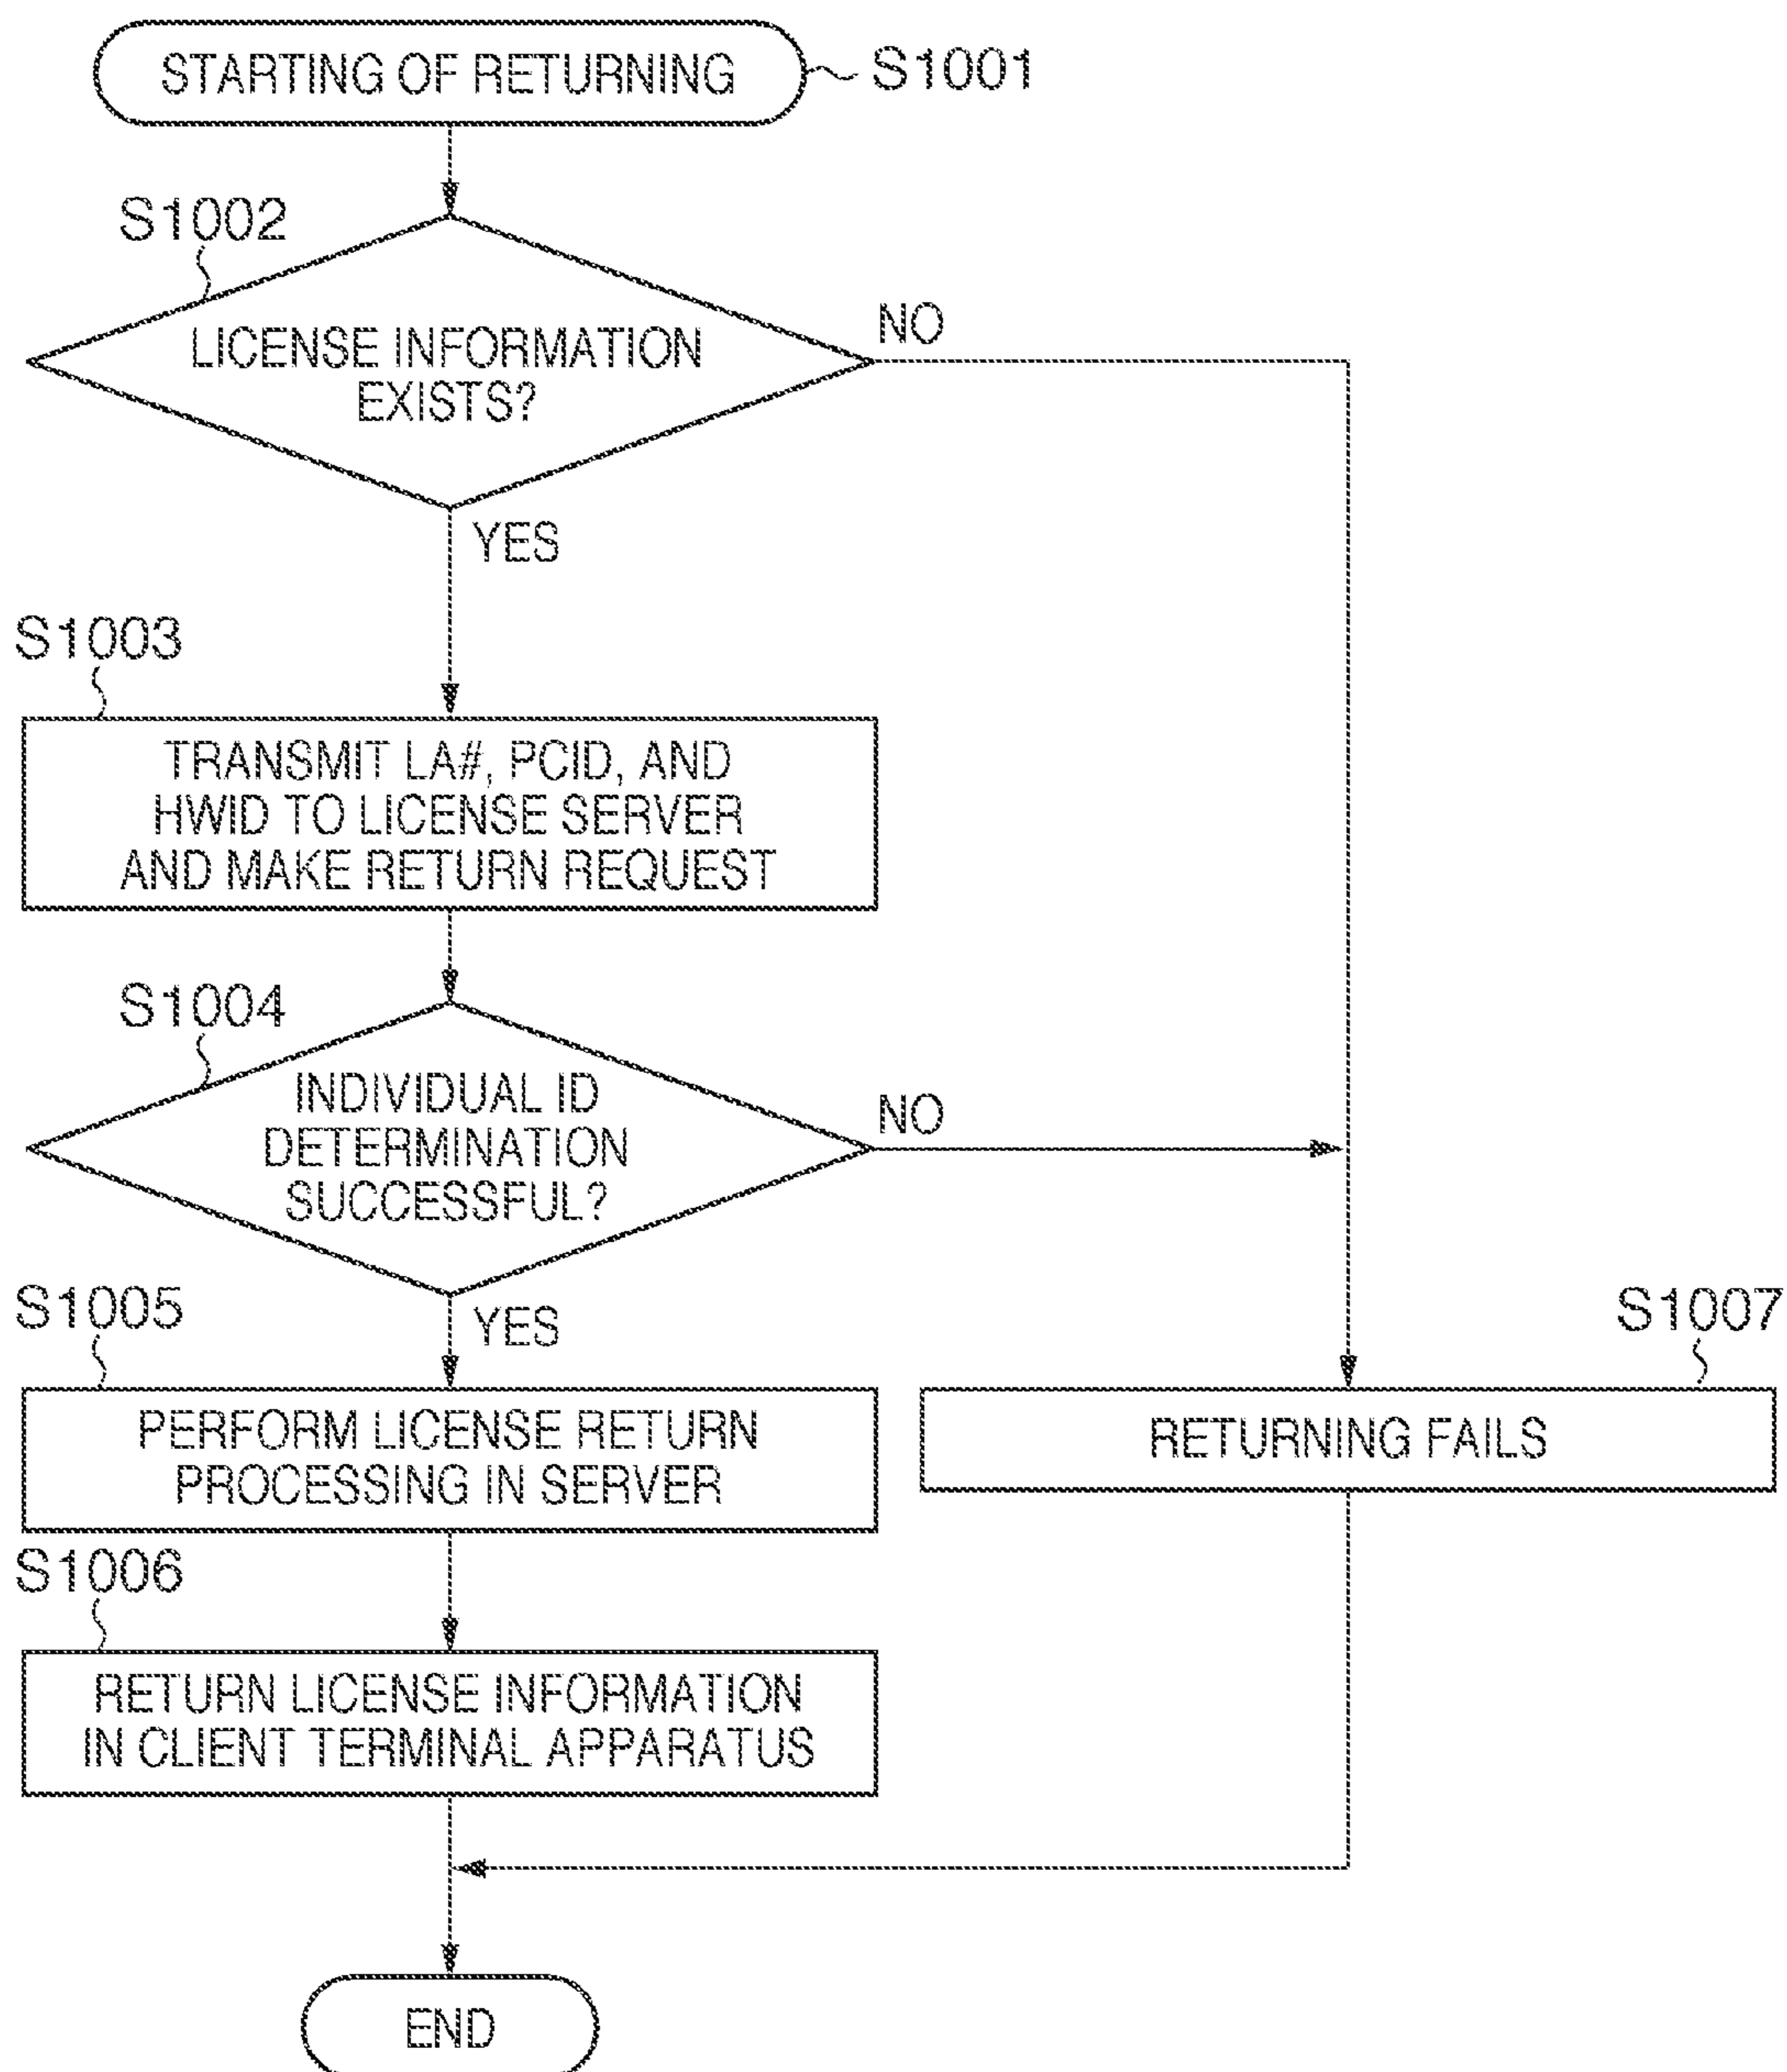 STARTING OF RETURNING
S1001
S1002
LICENSE INFORMATION
EXISTS?
NO
YES
S1003
TRANSMIT LA#, PCID, AND
HWID TO LICENSE SERVER
AND MAKE RETURN REQUEST
S1004
INDIVIDUAL ID
DETERMINATION
SUCCESSFUL?
NO
YES
S1005
PERFORM LICENSE RETURN
PROCESSING IN SERVER
S1007
RETURNING FAILS
S1006
RETURN LICENSE INFORMATION
IN CLIENT TERMINAL APPARATUS
END